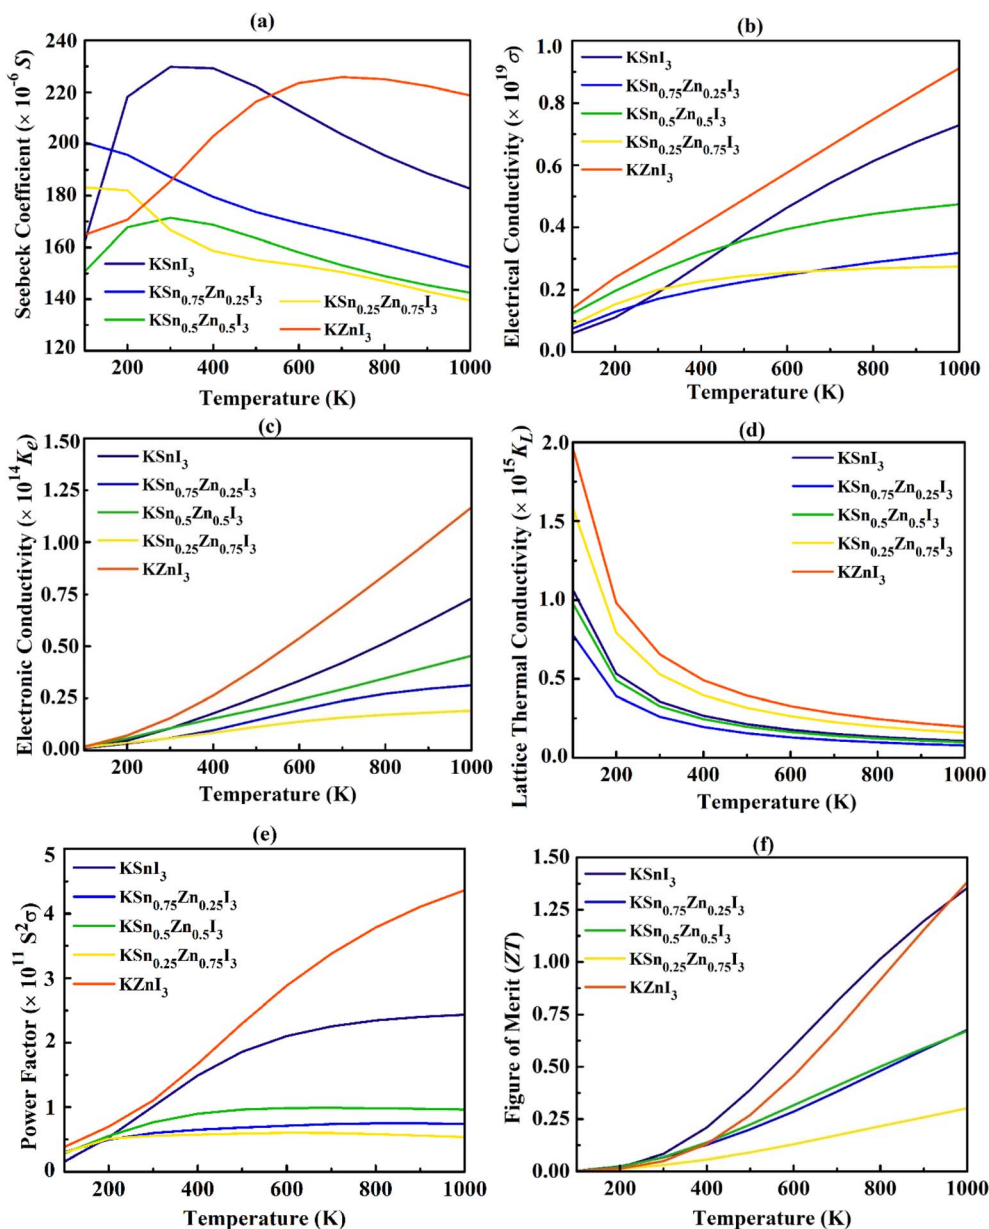 (a)
240
220
200
180
160
140
120
Seebeck Coefficient (× 10⁻⁶ S)
KSnI₃
KSn₀.₇₅Zn₀.₂₅I₃
KSn₀.₅Zn₀.₅I₃
KSn₀.₂₅Zn₀.₇₅I₃
KZnI₃
200 400 600 800 1000
Temperature (K)
(b)
1.0
0.8
0.6
0.4
0.2
0.0
Electrical Conductivity (× 10¹⁹ σ)
KSnI₃
KSn₀.₇₅Zn₀.₂₅I₃
KSn₀.₅Zn₀.₅I₃
KSn₀.₂₅Zn₀.₇₅I₃
KZnI₃
200 400 600 800 1000
Temperature (K)
(c)
1.50
1.25
1.00
0.75
0.50
0.25
0.00
Electronic Conductivity (× 10¹⁴Kₑ)
KSnI₃
KSn₀.₇₅Zn₀.₂₅I₃
KSn₀.₅Zn₀.₅I₃
KSn₀.₂₅Zn₀.₇₅I₃
KZnI₃
200 400 600 800 1000
Temperature (K)
(d)
2.0
1.5
1.0
0.5
0.0
Lattice Thermal Conductivity (× 10¹⁵ K_L)
KSnI₃
KSn₀.₇₅Zn₀.₂₅I₃
KSn₀.₅Zn₀.₅I₃
KSn₀.₂₅Zn₀.₇₅I₃
KZnI₃
200 400 600 800 1000
Temperature (K)
(e)
5
4
3
2
1
0
Power Factor (× 10¹¹ S²σ)
KSnI₃
KSn₀.₇₅Zn₀.₂₅I₃
KSn₀.₅Zn₀.₅I₃
KSn₀.₂₅Zn₀.₇₅I₃
KZnI₃
200 400 600 800 1000
Temperature (K)
(f)
1.50
1.25
1.00
0.75
0.50
0.25
0.00
Figure of Merit (ZT)
KSnI₃
KSn₀.₇₅Zn₀.₂₅I₃
KSn₀.₅Zn₀.₅I₃
KSn₀.₂₅Zn₀.₇₅I₃
KZnI₃
200 400 600 800 1000
Temperature (K)